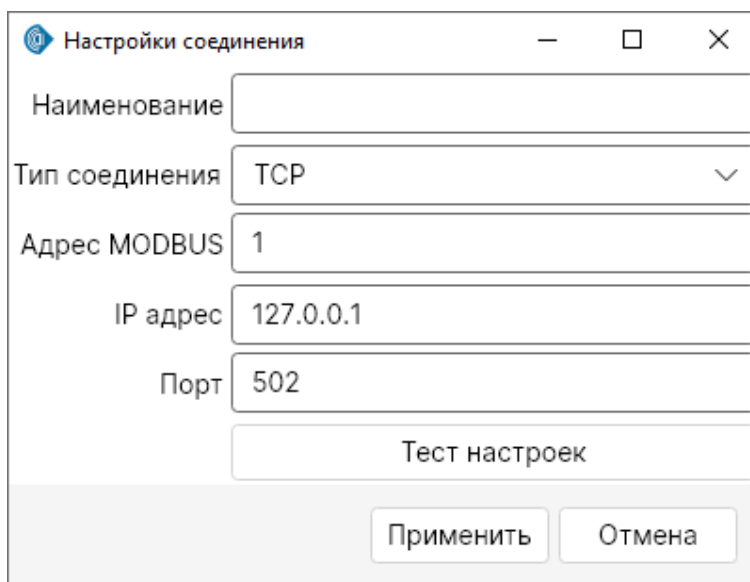 Настройки соединения
Наименование
Тип соединения TCP
Адрес MODBUS 1
IP адрес 127.0.0.1
Порт 502
Тест настроек
Применить Отмена